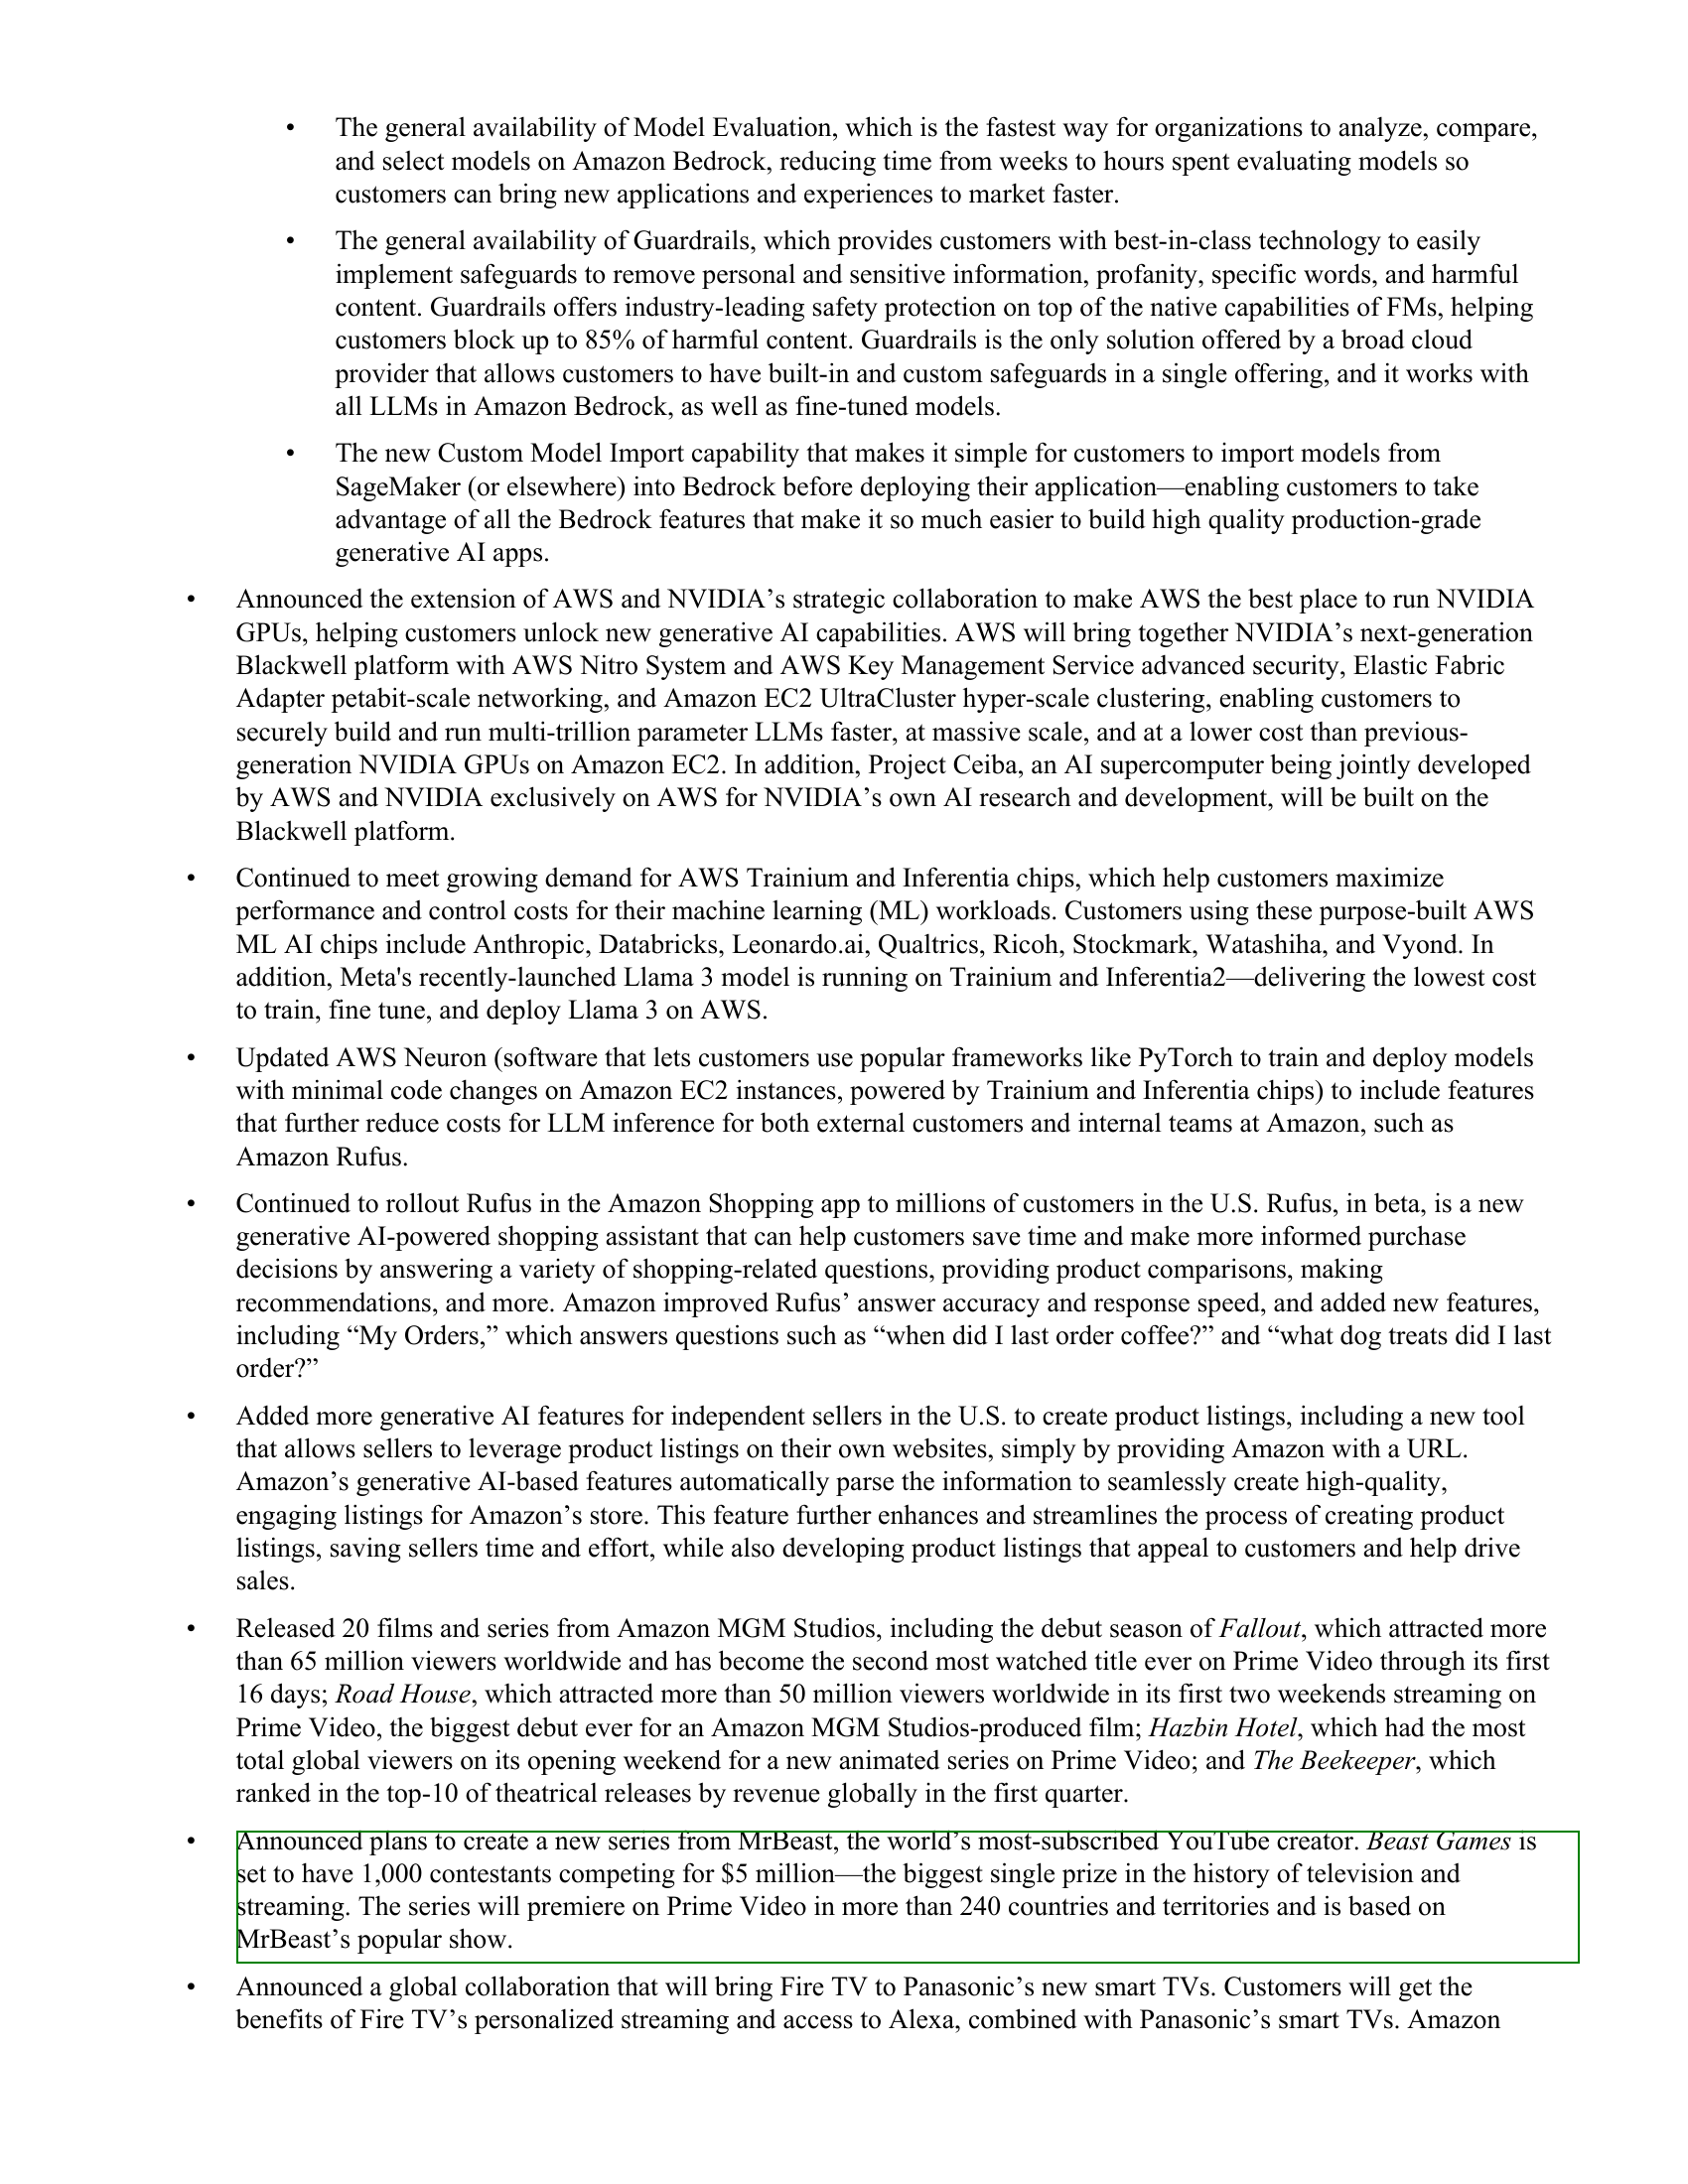 • The general availability of Model Evaluation, which is the fastest way for organizations to analyze, compare,
and select models on Amazon Bedrock, reducing time from weeks to hours spent evaluating models so
customers can bring new applications and experiences to market faster.
• The general availability of Guardrails, which provides customers with best-in-class technology to easily
implement safeguards to remove personal and sensitive information, profanity, specific words, and harmful
content. Guardrails offers industry-leading safety protection on top of the native capabilities of FMs, helping
customers block up to 85% of harmful content. Guardrails is the only solution offered by a broad cloud
provider that allows customers to have built-in and custom safeguards in a single offering, and it works with
all LLMs in Amazon Bedrock, as well as fine-tuned models.
• The new Custom Model Import capability that makes it simple for customers to import models from
SageMaker (or elsewhere) into Bedrock before deploying their application—enabling customers to take
advantage of all the Bedrock features that make it so much easier to build high quality production-grade
generative AI apps.
• Announced the extension of AWS and NVIDIA’s strategic collaboration to make AWS the best place to run NVIDIA
GPUs, helping customers unlock new generative AI capabilities. AWS will bring together NVIDIA’s next-generation
Blackwell platform with AWS Nitro System and AWS Key Management Service advanced security, Elastic Fabric
Adapter petabit-scale networking, and Amazon EC2 UltraCluster hyper-scale clustering, enabling customers to
securely build and run multi-trillion parameter LLMs faster, at massive scale, and at a lower cost than previous-
generation NVIDIA GPUs on Amazon EC2. In addition, Project Ceiba, an AI supercomputer being jointly developed
by AWS and NVIDIA exclusively on AWS for NVIDIA’s own AI research and development, will be built on the
Blackwell platform.
• Continued to meet growing demand for AWS Trainium and Inferentia chips, which help customers maximize
performance and control costs for their machine learning (ML) workloads. Customers using these purpose-built AWS
ML AI chips include Anthropic, Databricks, Leonardo.ai, Qualtrics, Ricoh, Stockmark, Watashiha, and Vyond. In
addition, Meta's recently-launched Llama 3 model is running on Trainium and Inferentia2—delivering the lowest cost
to train, fine tune, and deploy Llama 3 on AWS.
• Updated AWS Neuron (software that lets customers use popular frameworks like PyTorch to train and deploy models
with minimal code changes on Amazon EC2 instances, powered by Trainium and Inferentia chips) to include features
that further reduce costs for LLM inference for both external customers and internal teams at Amazon, such as
Amazon Rufus.
• Continued to rollout Rufus in the Amazon Shopping app to millions of customers in the U.S. Rufus, in beta, is a new
generative AI-powered shopping assistant that can help customers save time and make more informed purchase
decisions by answering a variety of shopping-related questions, providing product comparisons, making
recommendations, and more. Amazon improved Rufus’ answer accuracy and response speed, and added new features,
including “My Orders,” which answers questions such as “when did I last order coffee?” and “what dog treats did I last
order?”
• Added more generative AI features for independent sellers in the U.S. to create product listings, including a new tool
that allows sellers to leverage product listings on their own websites, simply by providing Amazon with a URL.
Amazon’s generative AI-based features automatically parse the information to seamlessly create high-quality,
engaging listings for Amazon’s store. This feature further enhances and streamlines the process of creating product
listings, saving sellers time and effort, while also developing product listings that appeal to customers and help drive
sales.
• Released 20 films and series from Amazon MGM Studios, including the debut season of Fallout, which attracted more
than 65 million viewers worldwide and has become the second most watched title ever on Prime Video through its first
16 days; Road House, which attracted more than 50 million viewers worldwide in its first two weekends streaming on
Prime Video, the biggest debut ever for an Amazon MGM Studios-produced film; Hazbin Hotel, which had the most
total global viewers on its opening weekend for a new animated series on Prime Video; and The Beekeeper, which
ranked in the top-10 of theatrical releases by revenue globally in the first quarter.
• Announced plans to create a new series from MrBeast, the world’s most-subscribed YouTube creator. Beast Games is
set to have 1,000 contestants competing for $5 million—the biggest single prize in the history of television and
streaming. The series will premiere on Prime Video in more than 240 countries and territories and is based on
MrBeast’s popular show.
• Announced a global collaboration that will bring Fire TV to Panasonic’s new smart TVs. Customers will get the
benefits of Fire TV’s personalized streaming and access to Alexa, combined with Panasonic’s smart TVs. Amazon